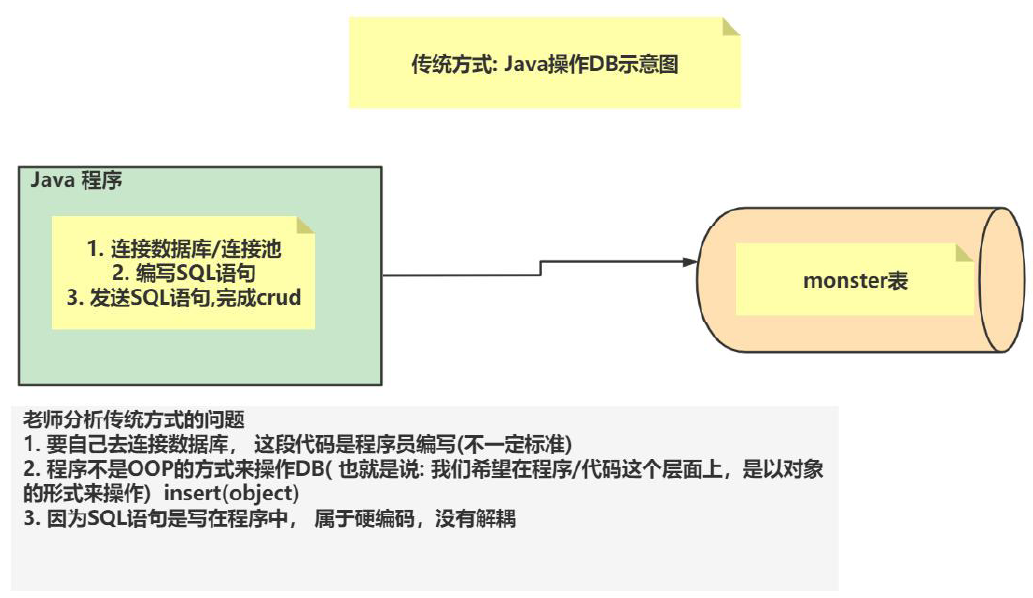 传统方式: Java操作DB示意图
Java 程序
1. 连接数据库/连接池
2. 编写SQL语句
3. 发送SQL语句,完成crud
monster表
老师分析传统方式的问题
1. 要自己去连接数据库， 这段代码是程序员编写(不一定标准)
2. 程序不是OOP的方式来操作DB( 也就是说: 我们希望在程序/代码这个层面上，是以对象
的形式来操作）insert(object)
3. 因为SQL语句是写在程序中， 属于硬编码，没有解耦